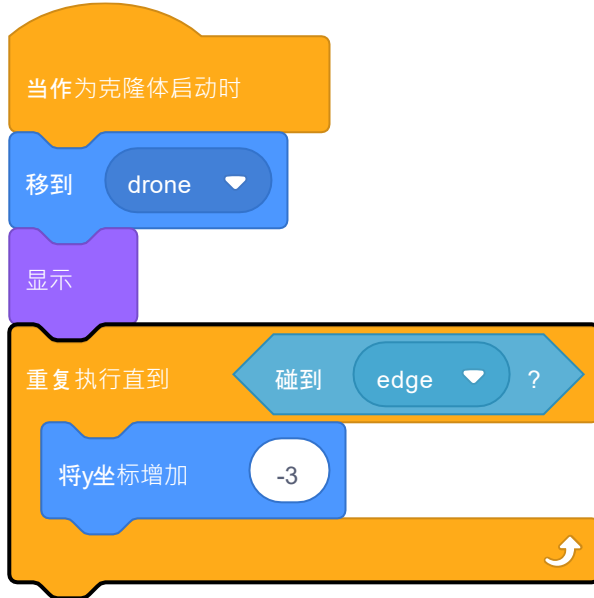 当作为克隆体启动时
移到 drone
显示
重复执行直到 碰到 edge ?
将y坐标增加 -3